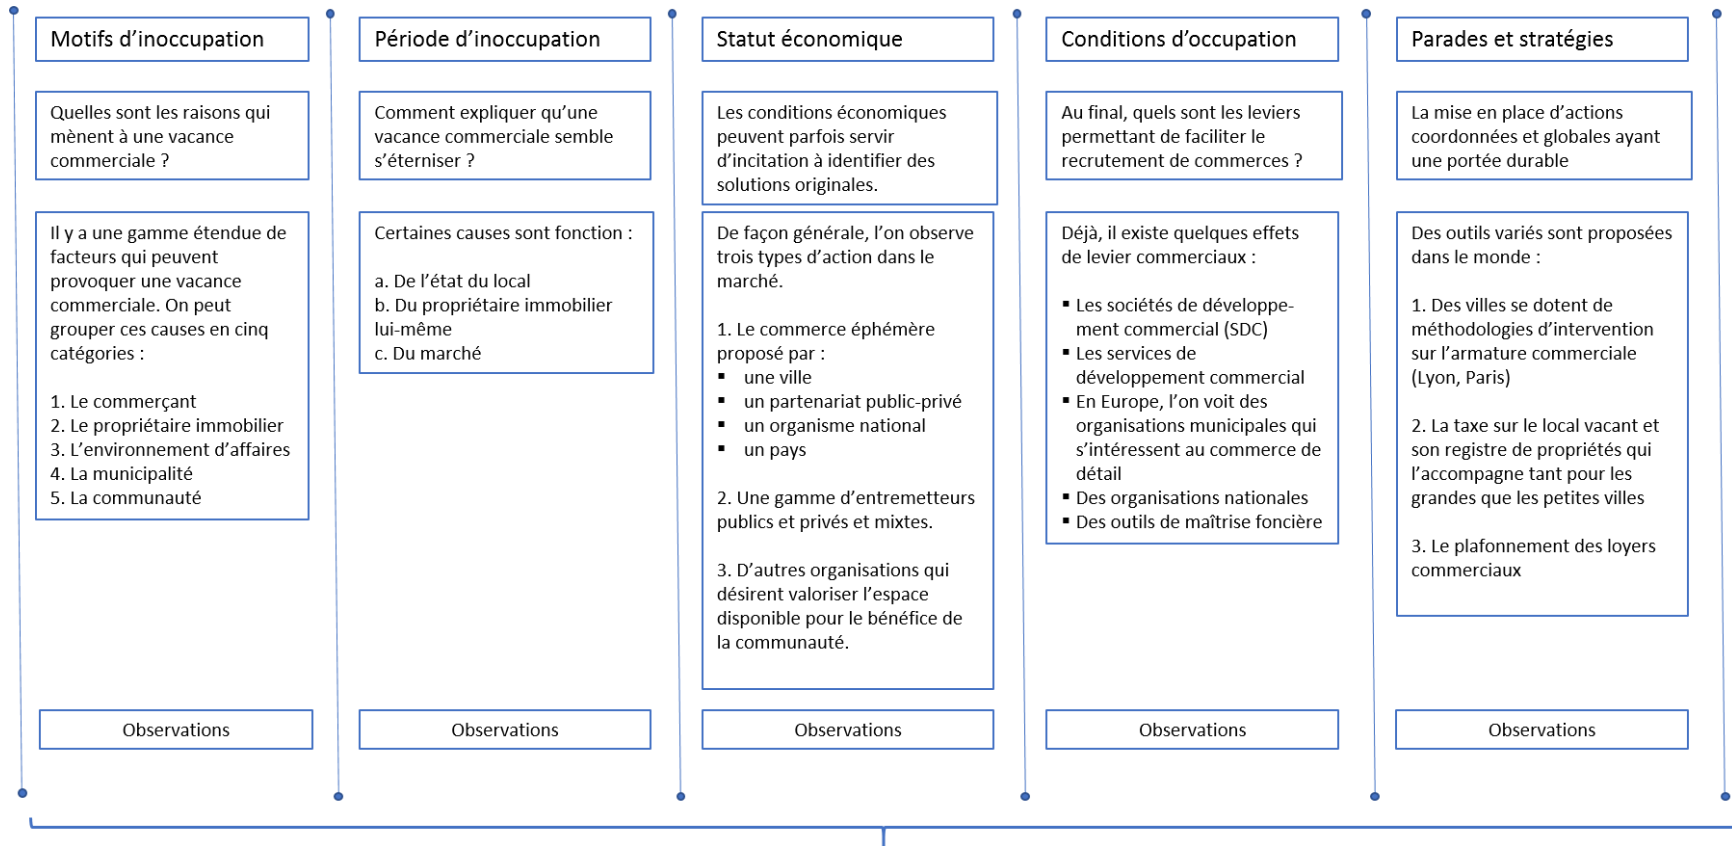 Motifs d’inoccupation
Quelles sont les raisons qui
mènent à une vacance
commerciale ?
Il y a une gamme étendue de
facteurs qui peuvent
provoquer une vacance
commerciale. On peut
grouper ces causes en cinq
catégories :
1. Le commerçant
2. Le propriétaire immobilier
3. L’environnement d’affaires
4. La municipalité
5. La communauté
Observations
Période d’inoccupation
Comment expliquer qu’une
vacance commerciale semble
s’éterniser ?
Certaines causes sont fonction :
a. De l’état du local
b. Du propriétaire immobilier
lui-même
c. Du marché
Observations
Statut économique
Les conditions économiques
peuvent parfois servir
d’incitation à identifier des
solutions originales.
De façon générale, l’on observe
trois types d’action dans le
marché.
1. Le commerce éphémère
proposé par :
▪ une ville
▪ un partenariat public-privé
▪ un organisme national
▪ un pays
2. Une gamme d’entremetteurs
publics et privés et mixtes.
3. D’autres organisations qui
désirent valoriser l’espace
disponible pour le bénéfice de
la communauté.
Observations
Conditions d’occupation
Au final, quels sont les leviers
permettant de faciliter le
recrutement de commerces ?
Déjà, il existe quelques effets
de levier commerciaux :
▪ Les sociétés de développe-
ment commercial (SDC)
▪ Les services de
développement commercial
▪ En Europe, l’on voit des
organisations municipales qui
s’intéressent au commerce de
détail
▪ Des organisations nationales
▪ Des outils de maîtrise foncière
Observations
Parades et stratégies
La mise en place d’actions
coordonnées et globales ayant
une portée durable
Des outils variés sont proposées
dans le monde :
1. Des villes se dotent de
méthodologies d’intervention
sur l’armature commerciale
(Lyon, Paris)
2. La taxe sur le local vacant et
son registre de propriétés qui
l’accompagne tant pour les
grandes que les petites villes
3. Le plafonnement des loyers
commerciaux
Observations